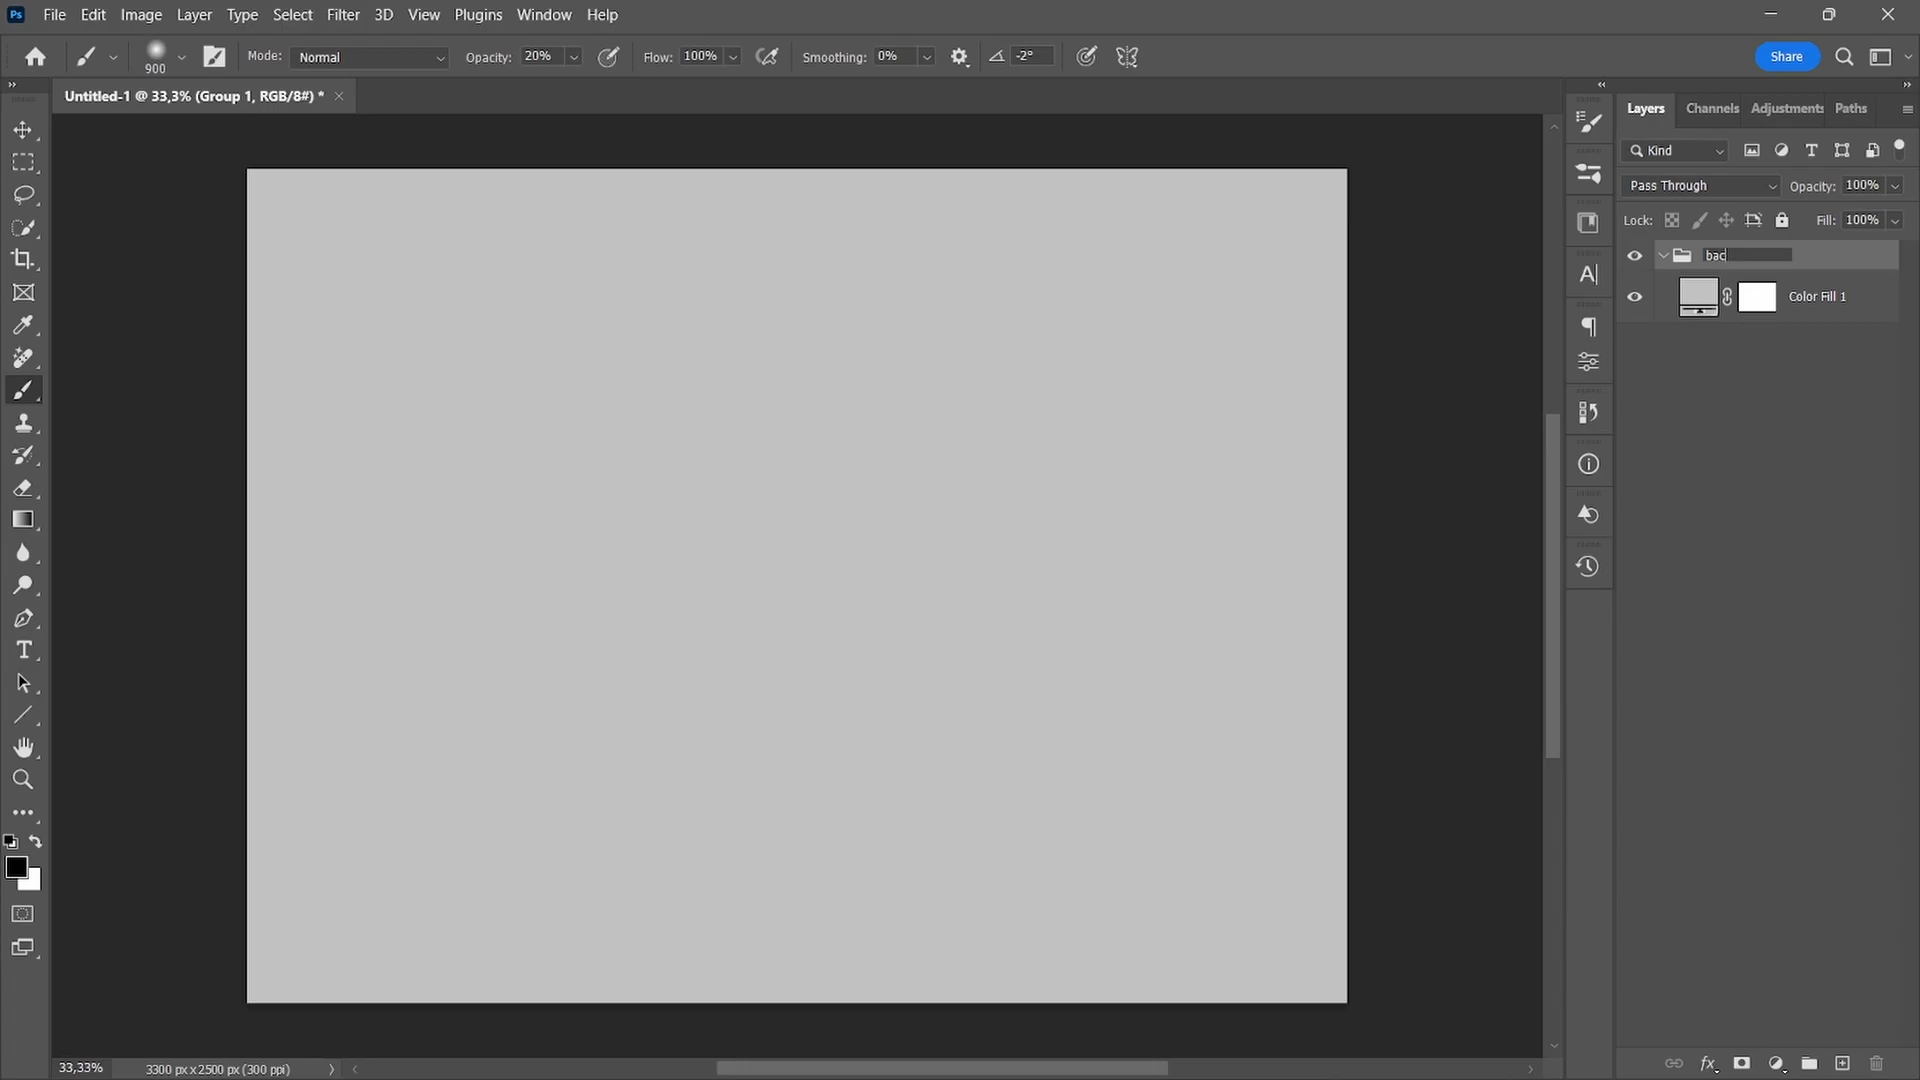 Ps File Edit Image Layer Type Select Filter 3D View Plugins Window Help
900 Mode: Normal Opacity: 20% Flow: 100% Smoothing: 0% -2° Share
Untitled-1 @ 33,3% (Group 1, RGB/8#) *
Layers Channels Adjustments Paths
Kind
Pass Through Opacity: 100%
Lock: Fill: 100%
bac
Color Fill 1
33,33% 3300 px x 2500 px (300 ppi)